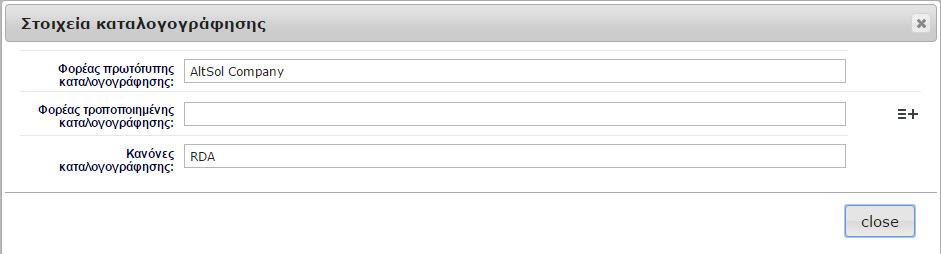 Στοιχεία καταλογογράφησης
Φορέας πρωτότυπης
καταλογογράφησης:
AltSol Company
Φορέας τροποποιημένης
καταλογογράφησης:
Κανόνες
καταλογογράφησης:
RDA
close